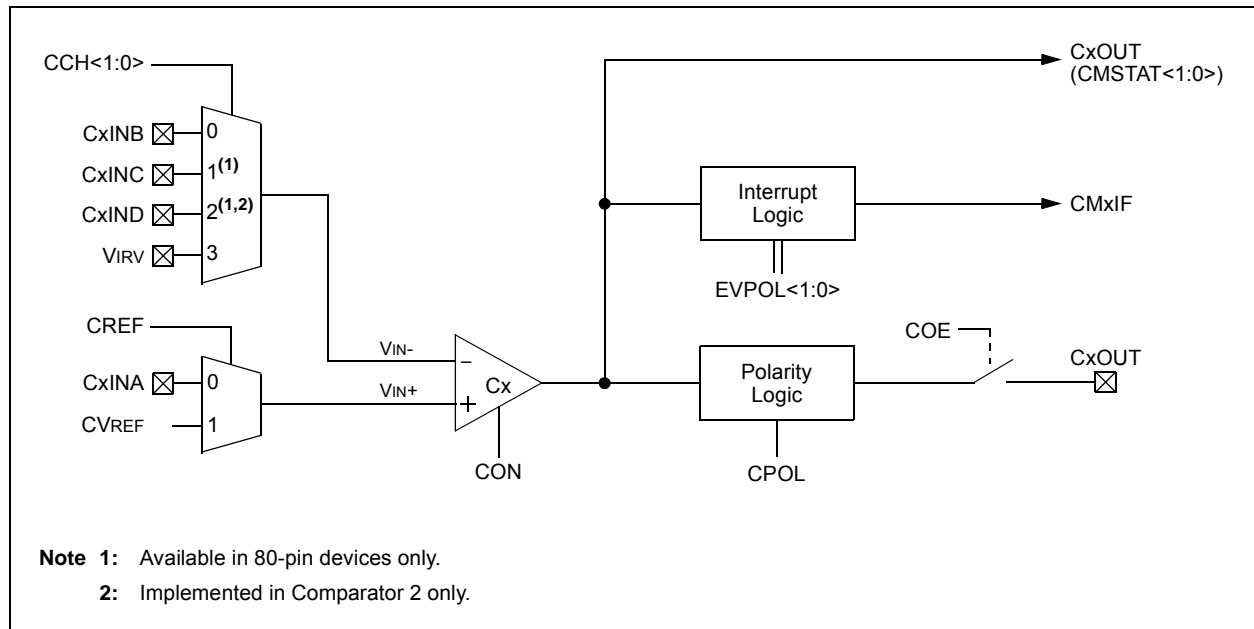 CCH<1:0>
CxINB
0
CxINC
1(1)
CxIND
2(1,2)
VIRV
3
CREF
CxINA
0
CVREF
1
VIN-
VIN+
–
+
Cx
CON
CxOUT
(CMSTAT<1:0>)
Interrupt
Logic
CMxIF
EVPOL<1:0>
COE
CxOUT
Polarity
Logic
CPOL
Note 1: Available in 80-pin devices only.
2: Implemented in Comparator 2 only.